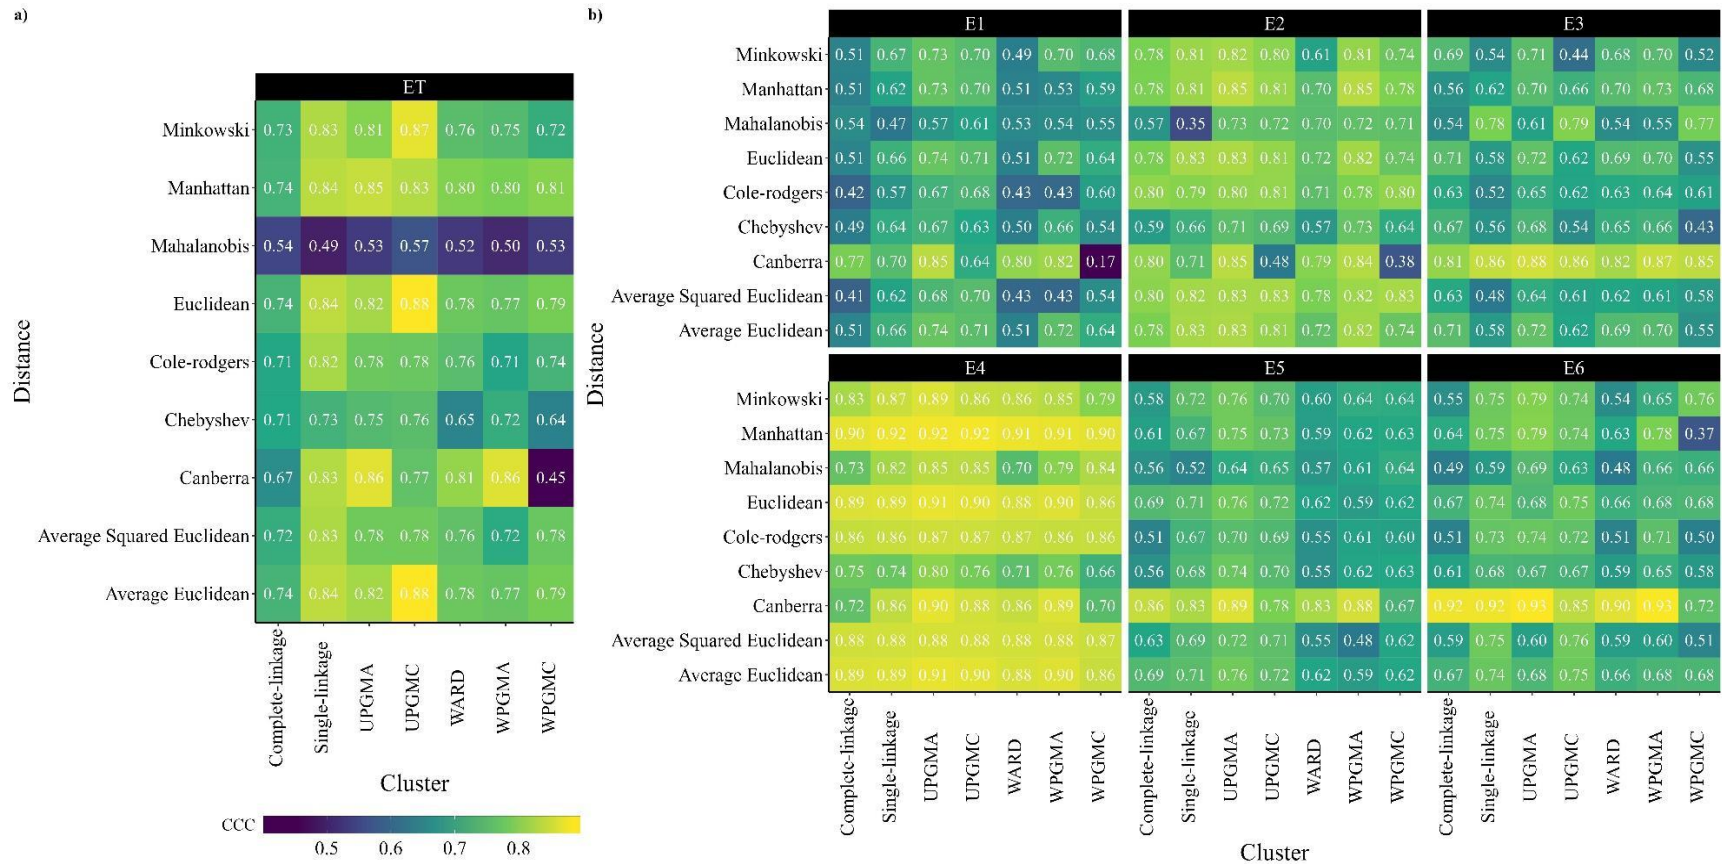 a)
ET
Minkowski 0.73 0.83 0.81 0.87 0.76 0.75 0.72
Manhattan 0.74 0.84 0.85 0.83 0.80 0.80 0.81
Mahalanobis 0.54 0.49 0.53 0.57 0.52 0.50 0.53
Euclidean 0.74 0.84 0.82 0.88 0.78 0.77 0.79
Cole-rodgers 0.71 0.82 0.78 0.78 0.76 0.71 0.74
Chebyshev 0.71 0.73 0.75 0.76 0.65 0.72 0.64
Canberra 0.67 0.83 0.86 0.77 0.81 0.86 0.45
Average Squared Euclidean 0.72 0.83 0.78 0.78 0.76 0.72 0.78
Average Euclidean 0.74 0.84 0.82 0.88 0.78 0.77 0.79
Distance
Complete-linkage Single-linkage UPGMA UPGMC WARD WPGMA WPGMC
Cluster
CCC
0.5 0.6 0.7 0.8
b)
E1 E2 E3
Minkowski 0.51 0.67 0.73 0.70 0.49 0.70 0.68 0.78 0.81 0.82 0.80 0.61 0.81 0.74 0.69 0.54 0.71 0.44 0.68 0.70 0.52
Manhattan 0.51 0.62 0.73 0.70 0.51 0.53 0.59 0.78 0.81 0.85 0.81 0.70 0.85 0.78 0.56 0.62 0.70 0.66 0.70 0.73 0.68
Mahalanobis 0.54 0.47 0.57 0.61 0.53 0.54 0.55 0.57 0.35 0.73 0.72 0.70 0.72 0.71 0.54 0.78 0.61 0.79 0.54 0.55 0.77
Euclidean 0.51 0.66 0.74 0.71 0.51 0.72 0.64 0.78 0.83 0.83 0.81 0.72 0.82 0.74 0.71 0.58 0.72 0.62 0.69 0.70 0.55
Cole-rodgers 0.42 0.57 0.67 0.68 0.43 0.43 0.60 0.80 0.79 0.80 0.81 0.71 0.78 0.80 0.63 0.52 0.65 0.62 0.63 0.64 0.61
Chebyshev 0.49 0.64 0.67 0.63 0.50 0.66 0.54 0.59 0.66 0.71 0.69 0.57 0.73 0.64 0.67 0.56 0.68 0.54 0.65 0.66 0.43
Canberra 0.77 0.70 0.85 0.64 0.80 0.82 0.17 0.80 0.71 0.85 0.48 0.79 0.84 0.38 0.81 0.86 0.88 0.86 0.82 0.87 0.85
Average Squared Euclidean 0.41 0.62 0.68 0.70 0.43 0.43 0.54 0.80 0.82 0.83 0.83 0.78 0.82 0.83 0.63 0.48 0.64 0.61 0.62 0.61 0.58
Average Euclidean 0.51 0.66 0.74 0.71 0.51 0.72 0.64 0.78 0.83 0.83 0.81 0.72 0.82 0.74 0.71 0.58 0.72 0.62 0.69 0.70 0.55
Distance
E4 E5 E6
Minkowski 0.83 0.87 0.89 0.86 0.86 0.85 0.79 0.58 0.72 0.76 0.70 0.60 0.64 0.64 0.55 0.75 0.79 0.74 0.54 0.65 0.76
Manhattan 0.90 0.92 0.92 0.92 0.91 0.91 0.90 0.61 0.67 0.75 0.73 0.59 0.62 0.63 0.64 0.75 0.79 0.74 0.63 0.78 0.37
Mahalanobis 0.73 0.82 0.85 0.85 0.70 0.79 0.84 0.56 0.52 0.64 0.65 0.57 0.61 0.64 0.49 0.59 0.69 0.63 0.48 0.66 0.66
Euclidean 0.89 0.89 0.91 0.90 0.88 0.90 0.86 0.69 0.71 0.76 0.72 0.62 0.59 0.62 0.67 0.74 0.68 0.75 0.66 0.68 0.68
Cole-rodgers 0.86 0.86 0.87 0.87 0.86 0.86 0.86 0.51 0.67 0.70 0.69 0.55 0.61 0.60 0.51 0.73 0.74 0.72 0.51 0.71 0.50
Chebyshev 0.75 0.74 0.80 0.76 0.71 0.76 0.66 0.56 0.68 0.74 0.70 0.55 0.62 0.63 0.61 0.68 0.67 0.67 0.59 0.65 0.58
Canberra 0.72 0.86 0.90 0.88 0.86 0.89 0.70 0.86 0.83 0.89 0.78 0.83 0.88 0.67 0.92 0.92 0.93 0.85 0.90 0.93 0.72
Average Squared Euclidean 0.88 0.88 0.88 0.88 0.88 0.88 0.87 0.63 0.69 0.72 0.71 0.55 0.48 0.62 0.59 0.75 0.60 0.76 0.59 0.60 0.51
Average Euclidean 0.89 0.89 0.91 0.90 0.88 0.90 0.86 0.69 0.71 0.76 0.72 0.62 0.59 0.62 0.67 0.74 0.68 0.75 0.66 0.68 0.68
Complete-linkage Single-linkage UPGMA UPGMC WARD WPGMA WPGMC Complete-linkage Single-linkage UPGMA UPGMC WARD WPGMA WPGMC Complete-linkage Single-linkage UPGMA UPGMC WARD WPGMA WPGMC
Cluster